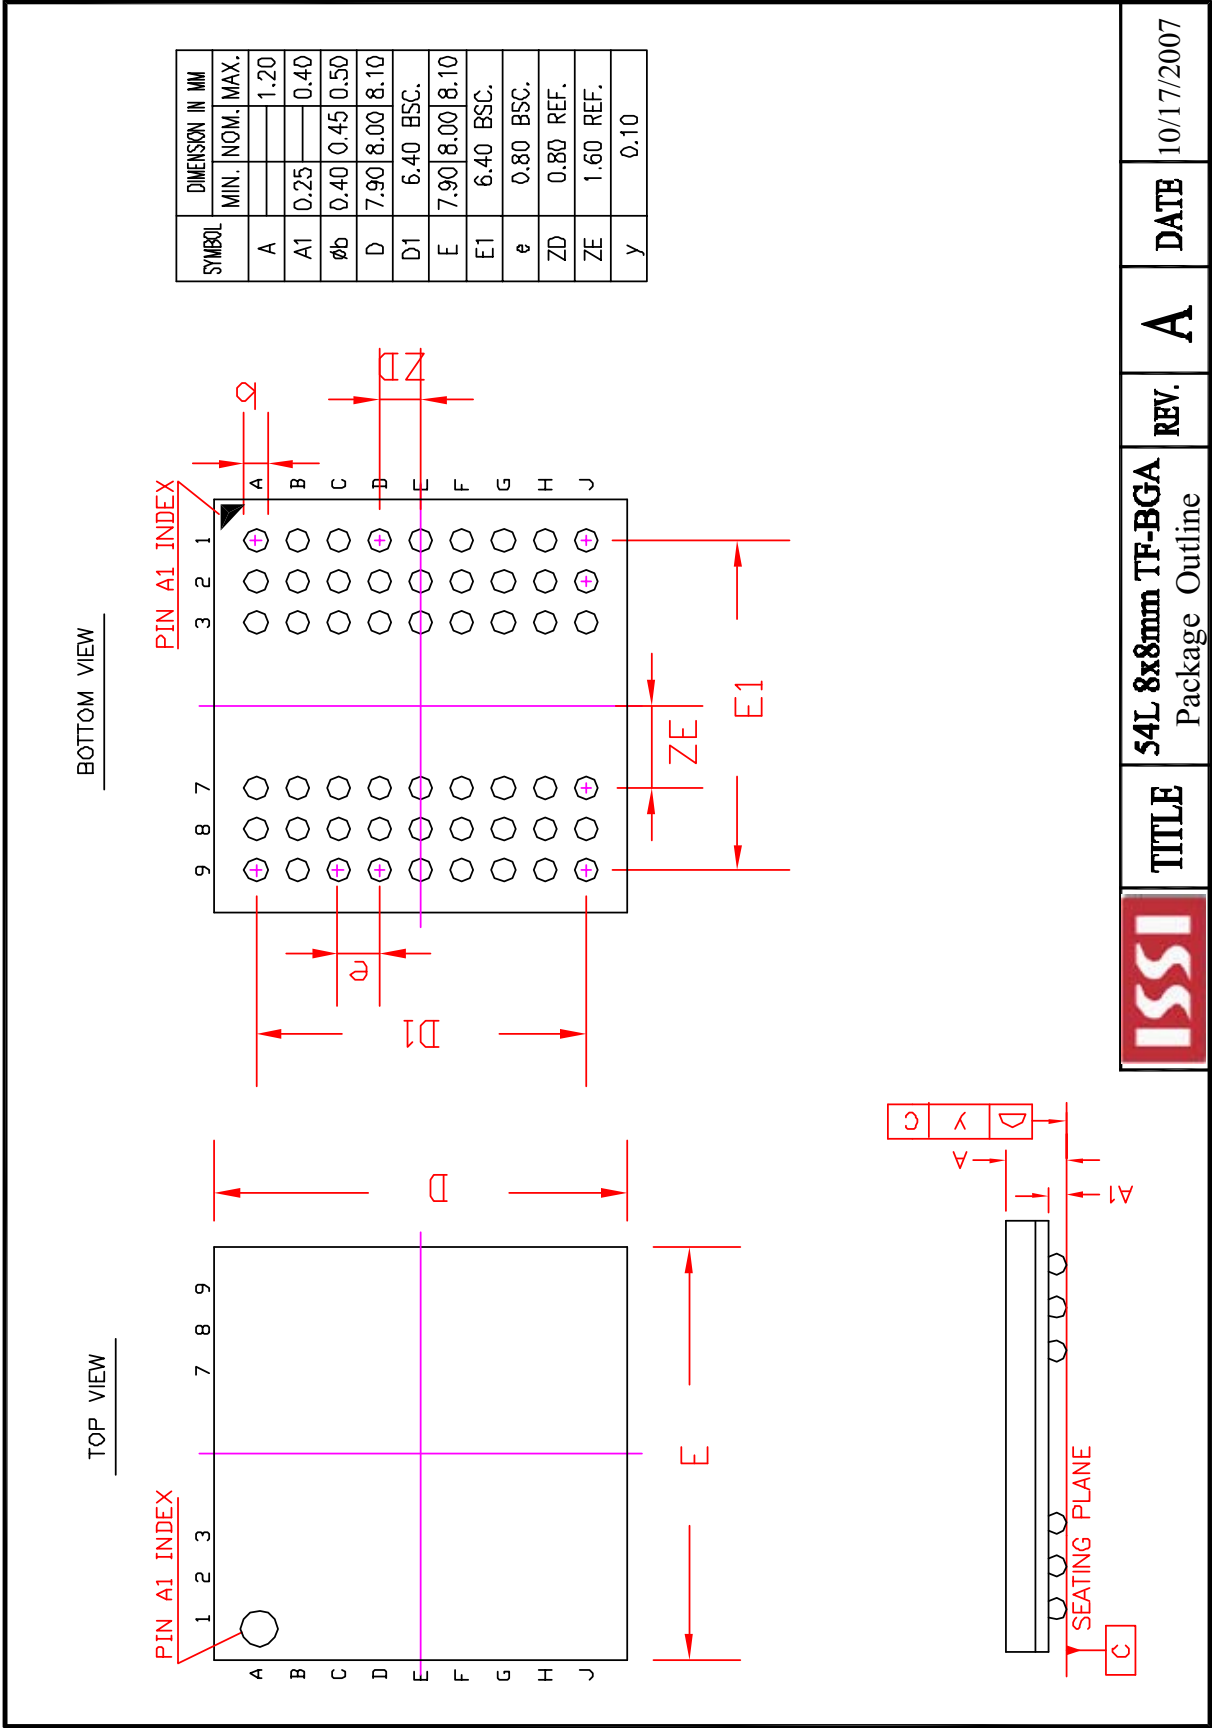 TOP VIEW
PIN A1 INDEX
1 2 3 7 8 9
A
B
C
D
E
F
G
H
J
D
E
BOTTOM VIEW
PIN A1 INDEX
9 8 7 3 2 1
A
B
C
D
E
F
G
H
J
b
ZD
e
D1
ZE
E1
SYMBOL DIMENSION IN MM
MIN. NOM. MAX.
A 1.20
A1 0.25 0.40
øb 0.40 0.45 0.50
D 7.90 8.00 8.10
D1 6.40 BSC.
E 7.90 8.00 8.10
E1 6.40 BSC.
e 0.80 BSC.
ZD 0.80 REF.
ZE 1.60 REF.
y 0.10
C y
A
A1
SEATING PLANE
C
ISSI
TITLE
54L 8x8mm TF-BGA
Package Outline
REV.
A
DATE
10/17/2007